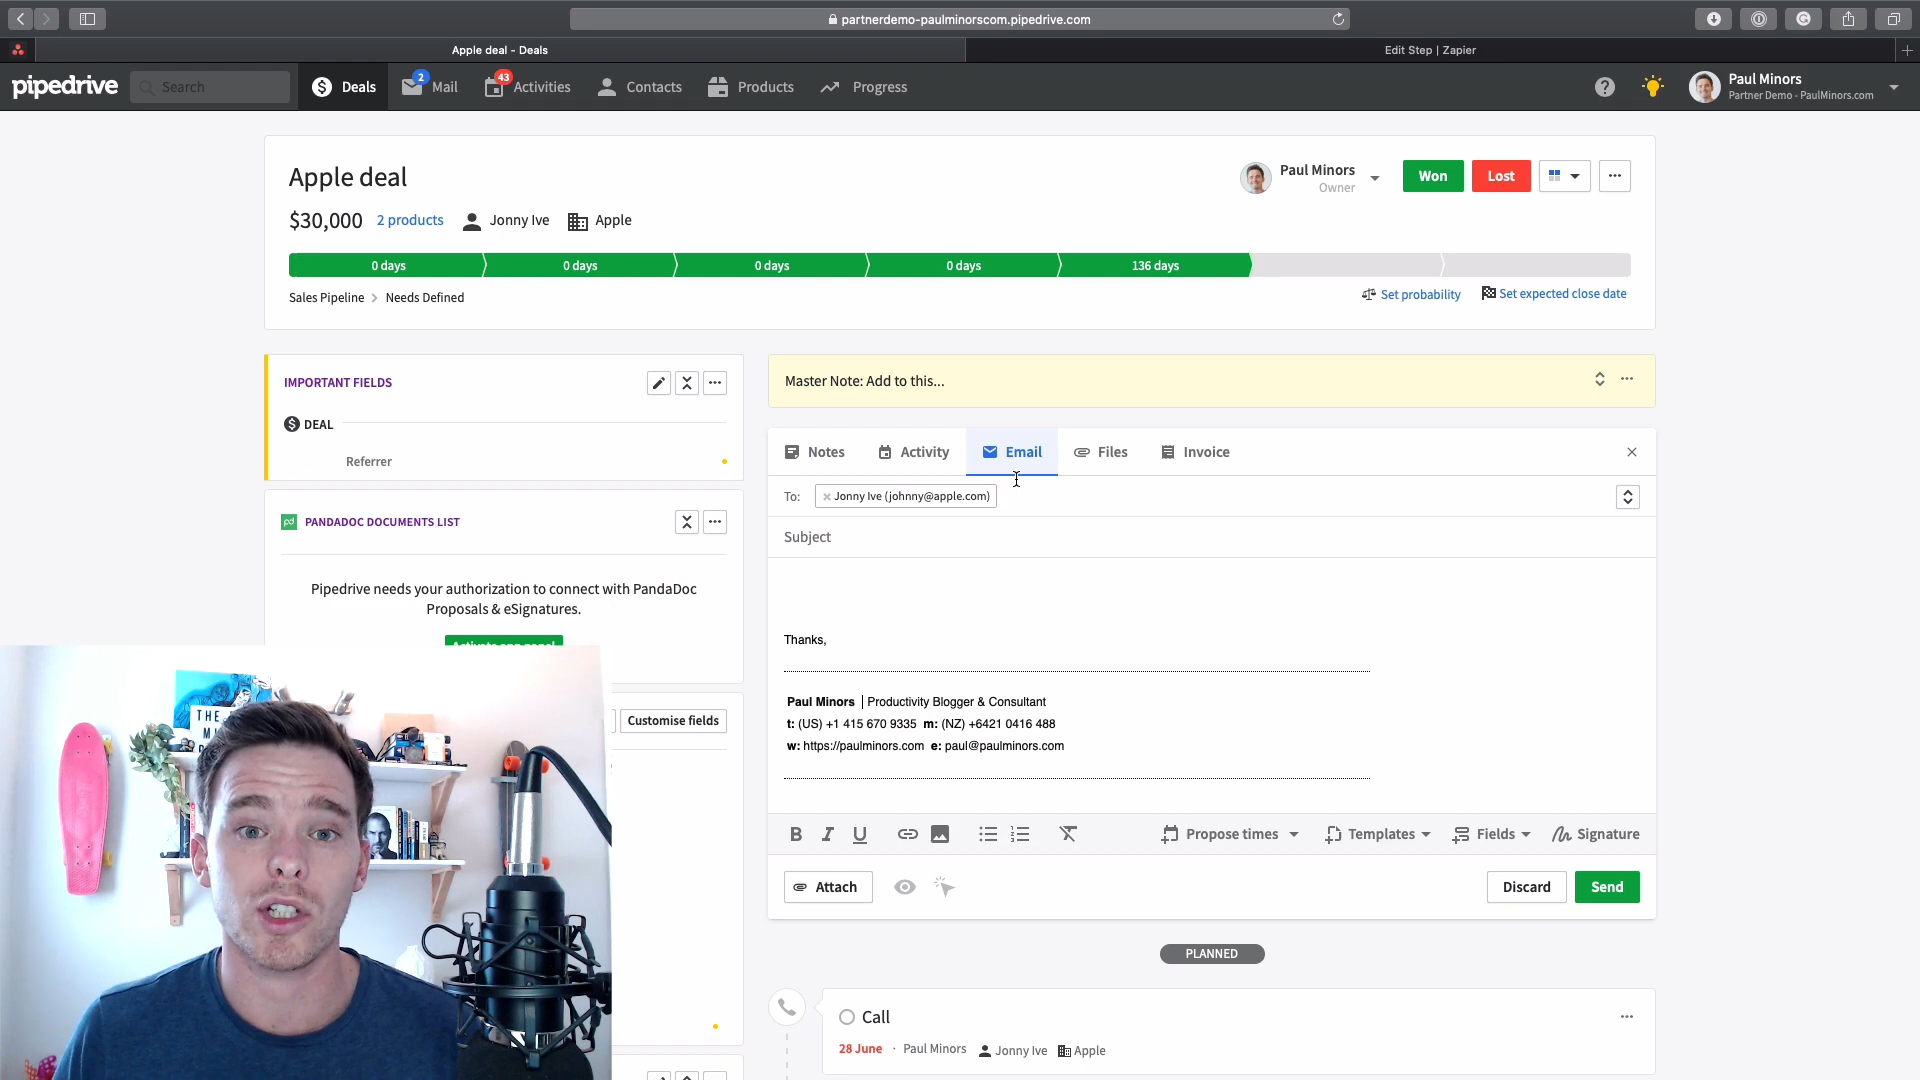 partnerdemo-paulminorscom.pipedrive.com
Apple deal - Deals
Edit Step | Zapier
pipedrive
Search
Deals
2
Mail
43
Activities
Contacts
Products
Progress
Paul Minors
Partner Demo - PaulMinors.com
Apple deal
Paul Minors
Owner
Won
Lost
$30,000
2 products
Jonny Ive
Apple
0 days
0 days
0 days
0 days
136 days
Sales Pipeline > Needs Defined
Set probability
Set expected close date
IMPORTANT FIELDS
DEAL
Referrer
PANDADOC DOCUMENTS LIST
Pipedrive needs your authorization to connect with PandaDoc
Proposals & eSignatures.
Customise fields
Master Note: Add to this...
Notes
Activity
Email
Files
Invoice
To:
Jonny Ive (johnny@apple.com)
Subject
Thanks,
Paul Minors | Productivity Blogger & Consultant
t: (US) +1 415 670 9335 m: (NZ) +6421 0416 488
w: https://paulminors.com e: paul@paulminors.com
B I U
Propose times
Templates
Fields
Signature
Attach
Discard
Send
PLANNED
Call
28 June · Paul Minors
Jonny Ive
Apple